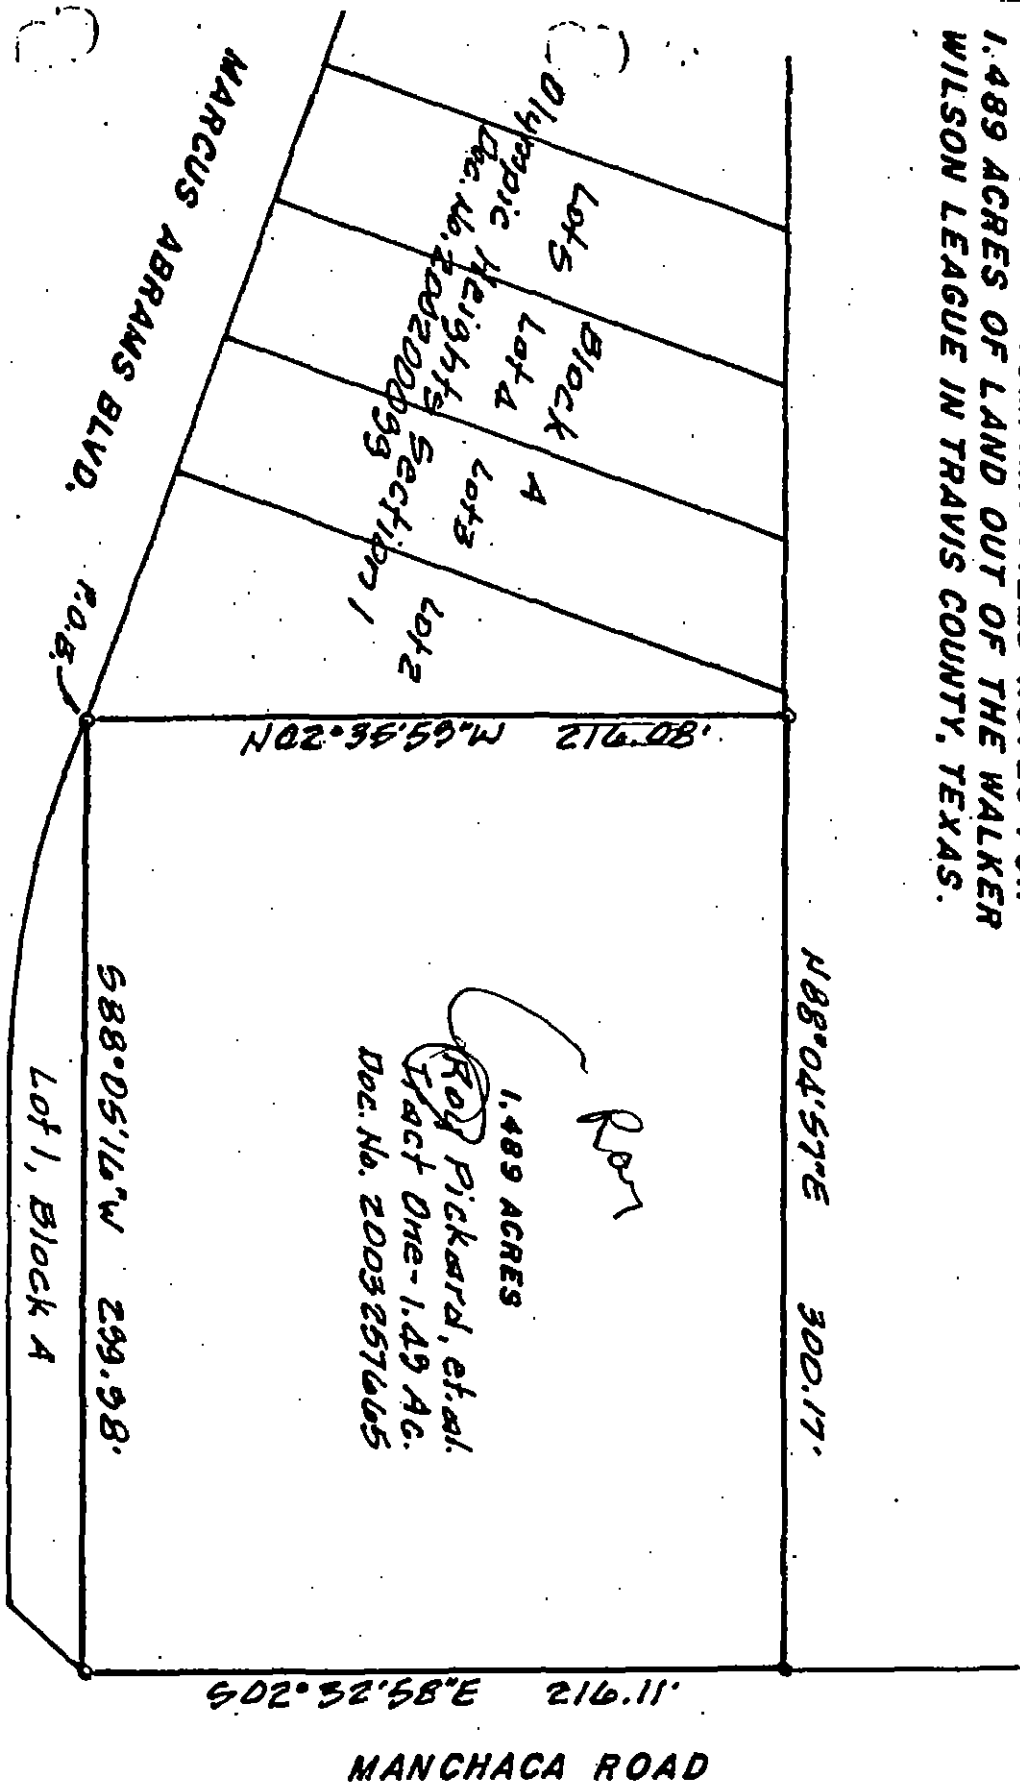 1.489 ACRES OF LAND OUT OF THE WALKER
WILSON LEAGUE IN TRAVIS COUNTY, TEXAS.
N88°04'57"E 300.17'
Lot 5
Block A
Lot 4
Lot 3
Lot 2
Olympic Heights Section 1
Doc. No. 200200099
MARCUS ABRAMS BLVD.
P.O.B.
N02°35'59"W 216.08'
Ron
1.489 ACRES
Roy Pickard, et.al.
Tract One-1.49 Ac.
Doc. No. 2003257665
S88°05'16"W 299.98'
Lot 1, Block A
S02°32'58"E 216.11'
MANCHACA ROAD